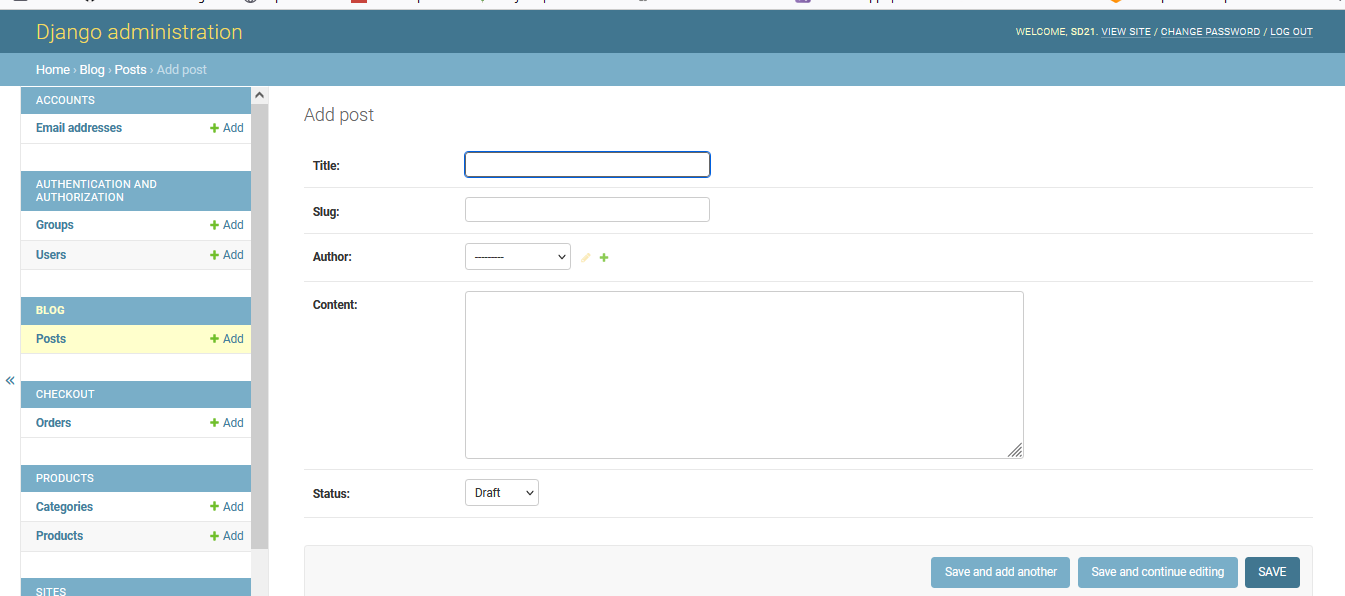 Django administration
WELCOME, SD21. VIEW SITE / CHANGE PASSWORD / LOG OUT
Home › Blog › Posts › Add post
ACCOUNTS
Email addresses + Add
AUTHENTICATION AND
AUTHORIZATION
Groups + Add
Users + Add
BLOG
Posts + Add
CHECKOUT
Orders + Add
PRODUCTS
Categories + Add
Products + Add
SITES
«
Add post
Title:
Slug:
Author: ---------
Content:
Status: Draft
Save and add another
Save and continue editing
SAVE